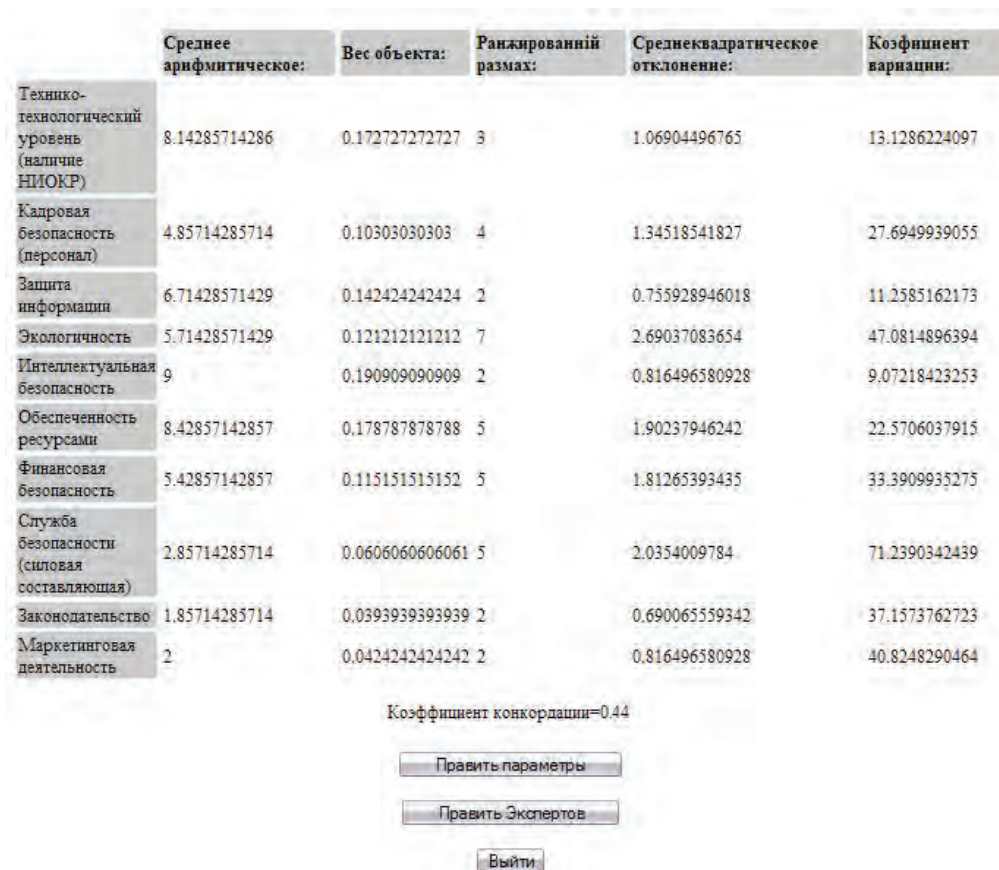 Среднее
арифмитическое:
Вес объекта:
Ранжированній
размах:
Среднеквадратическое
отклонение:
Козфициент
вариации:
Технико-
технологический
уровень
(наличие
НИОКР)
8.14285714286 0.172727272727 3 1.06904496765 13.1286224097
Кадровая
безопасность
(персонал)
4.85714285714 0.10303030303 4 1.34518541827 27.6949939055
Защита
информации
6.71428571429 0.142424242424 2 0.755928946018 11.2585162173
Экологичность 5.71428571429 0.121212121212 7 2.69037083654 47.0814896394
Интеллектуальная
безопасность
9 0.190909090909 2 0.816496580928 9.07218423253
Обеспеченность
ресурсами
8.42857142857 0.178787878788 5 1.90237946242 22.5706037915
Финансовая
безопасность
5.42857142857 0.115151515152 5 1.81265393435 33.3909935275
Служба
безопасности
(силовая
составляющая)
2.85714285714 0.0606060606061 5 2.0354009784 71.2390342439
Законодательство 1.85714285714 0.0393939393939 2 0.690065559342 37.1573762723
Маркетинговая
деятельность
2 0.0424242424242 2 0.816496580928 40.8248290464
Коэффициент конкордации=0.44
Править параметры
Править Экспертов
Выйти